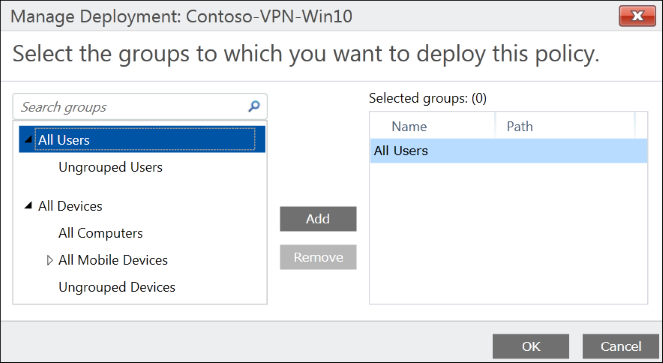 Manage Deployment: Contoso-VPN-Win10
Select the groups to which you want to deploy this policy.
Search groups
All Users
Ungrouped Users
All Devices
All Computers
All Mobile Devices
Ungrouped Devices
Add
Remove
Selected groups: (0)
Name Path
All Users
OK Cancel